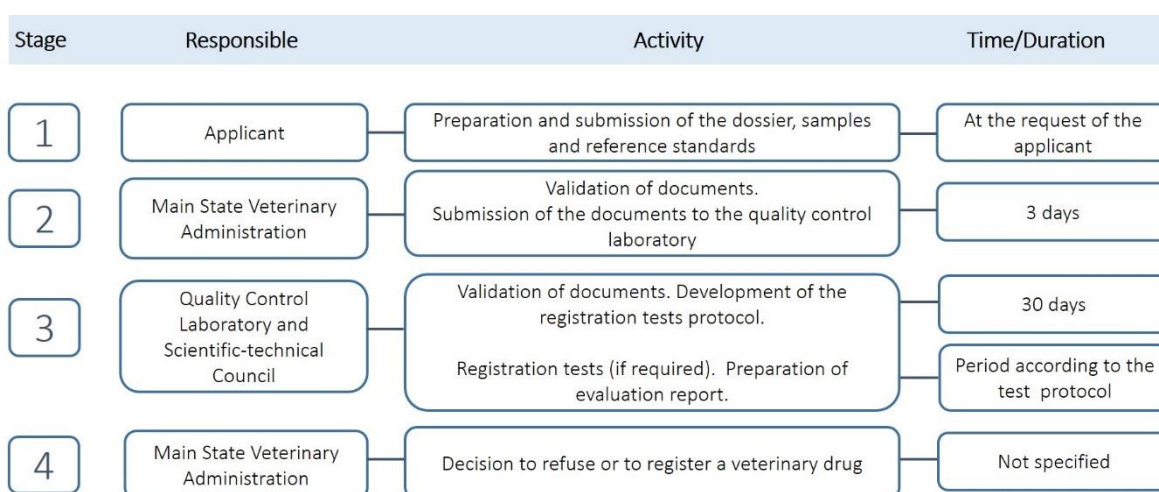 Stage Responsible Activity Time/Duration
1
Applicant
Preparation and submission of the dossier, samples
and reference standards
At the request of the
applicant
2
Main State Veterinary
Administration
Validation of documents.
Submission of the documents to the quality control
laboratory
3 days
3
Quality Control
Laboratory and
Scientific-technical
Council
Validation of documents. Development of the
registration tests protocol.
Registration tests (if required). Preparation of
evaluation report.
30 days
Period according to the
test protocol
4
Main State Veterinary
Administration
Decision to refuse or to register a veterinary drug
Not specified